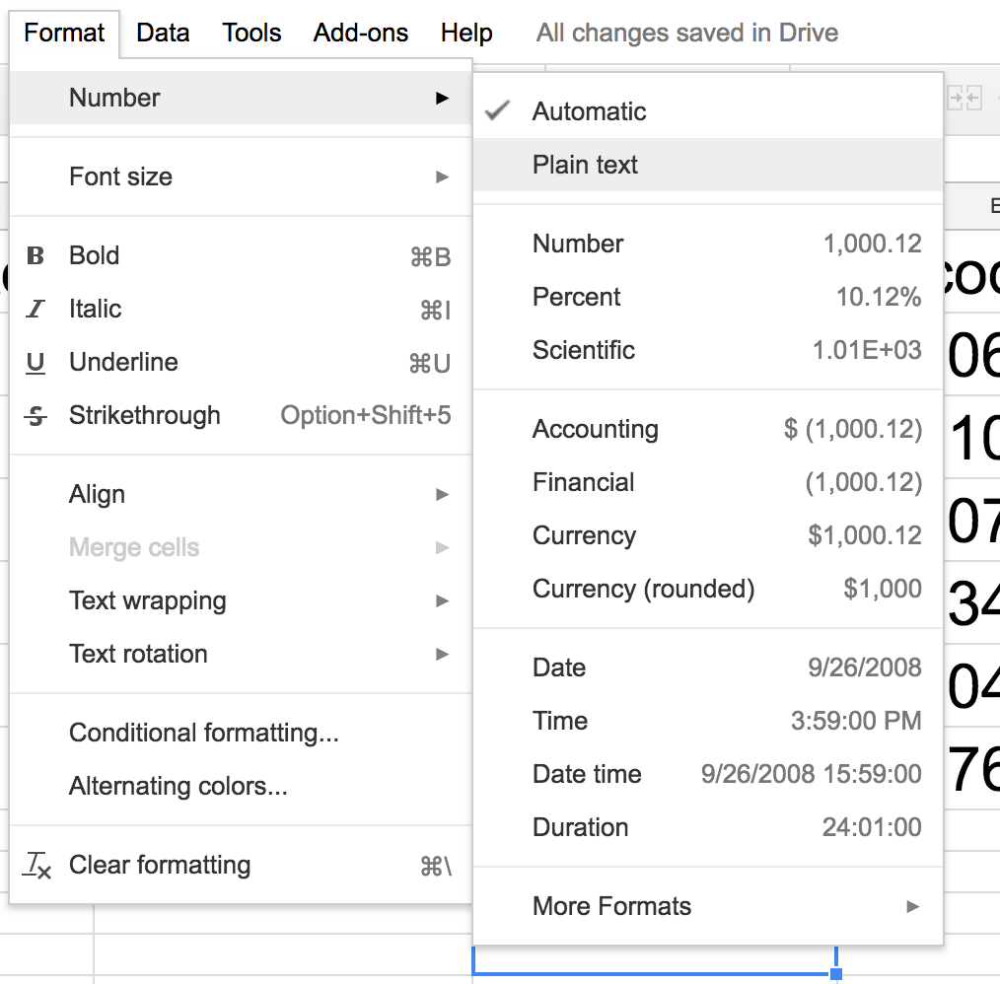 Format Data Tools Add-ons Help All changes saved in Drive
Number ►
Font size ►
B Bold ⌘B
I Italic ⌘I
U Underline ⌘U
S Strikethrough Option+Shift+5
Align ►
Merge cells ►
Text wrapping ►
Text rotation ►
Conditional formatting...
Alternating colors...
Clear formatting ⌘\
Automatic
Plain text
Number 1,000.12
Percent 10.12%
Scientific 1.01E+03
Accounting $ (1,000.12)
Financial (1,000.12)
Currency $1,000.12
Currency (rounded) $1,000
Date 9/26/2008
Time 3:59:00 PM
Date time 9/26/2008 15:59:00
Duration 24:01:00
More Formats ►
06
10
07
34
04
76